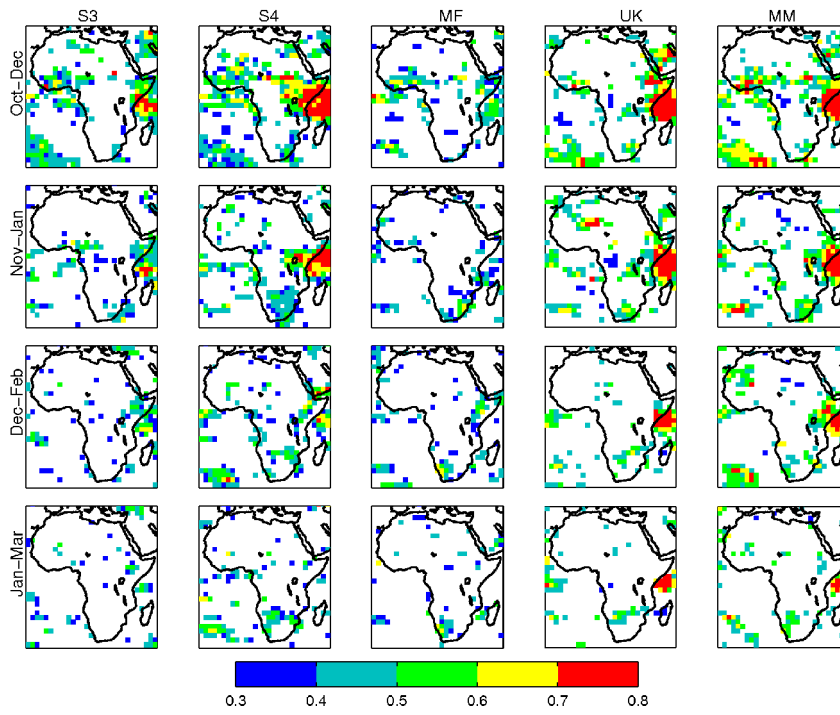 S3 S4 MF UK MM
Oct-Dec
Nov-Jan
Dec-Feb
Jan-Mar
0.3 0.4 0.5 0.6 0.7 0.8